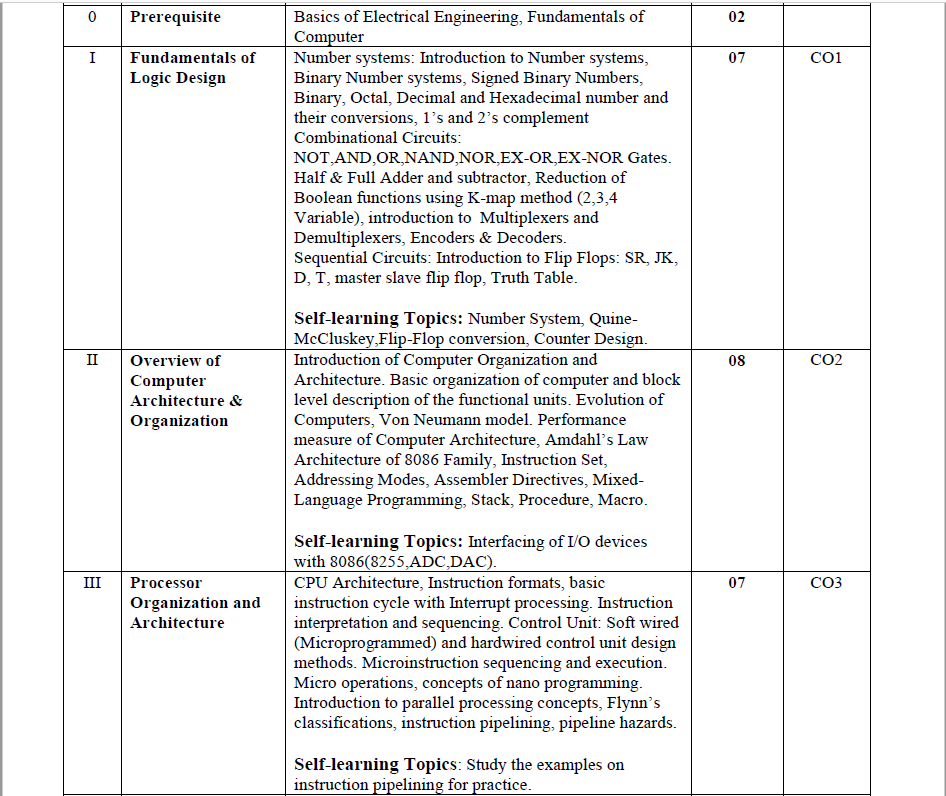 0 Prerequisite Basics of Electrical Engineering, Fundamentals of 02
Computer
I Fundamentals of Number systems: Introduction to Number systems, 07 CO1
Logic Design Binary Number systems, Signed Binary Numbers,
Binary, Octal, Decimal and Hexadecimal number and
their conversions, 1’s and 2’s complement
Combinational Circuits:
NOT,AND,OR,NAND,NOR,EX-OR,EX-NOR Gates.
Half & Full Adder and subtractor, Reduction of
Boolean functions using K-map method (2,3,4
Variable), introduction to Multiplexers and
Demultiplexers, Encoders & Decoders.
Sequential Circuits: Introduction to Flip Flops: SR, JK,
D, T, master slave flip flop, Truth Table.
Self-learning Topics: Number System, Quine-
McCluskey,Flip-Flop conversion, Counter Design.
II Overview of Introduction of Computer Organization and 08 CO2
Computer Architecture. Basic organization of computer and block
Architecture & level description of the functional units. Evolution of
Organization Computers, Von Neumann model. Performance
measure of Computer Architecture, Amdahl’s Law
Architecture of 8086 Family, Instruction Set,
Addressing Modes, Assembler Directives, Mixed-
Language Programming, Stack, Procedure, Macro.
Self-learning Topics: Interfacing of I/O devices
with 8086(8255,ADC,DAC).
III Processor CPU Architecture, Instruction formats, basic 07 CO3
Organization and instruction cycle with Interrupt processing. Instruction
Architecture interpretation and sequencing. Control Unit: Soft wired
(Microprogrammed) and hardwired control unit design
methods. Microinstruction sequencing and execution.
Micro operations, concepts of nano programming.
Introduction to parallel processing concepts, Flynn’s
classifications, instruction pipelining, pipeline hazards.
Self-learning Topics: Study the examples on
instruction pipelining for practice.